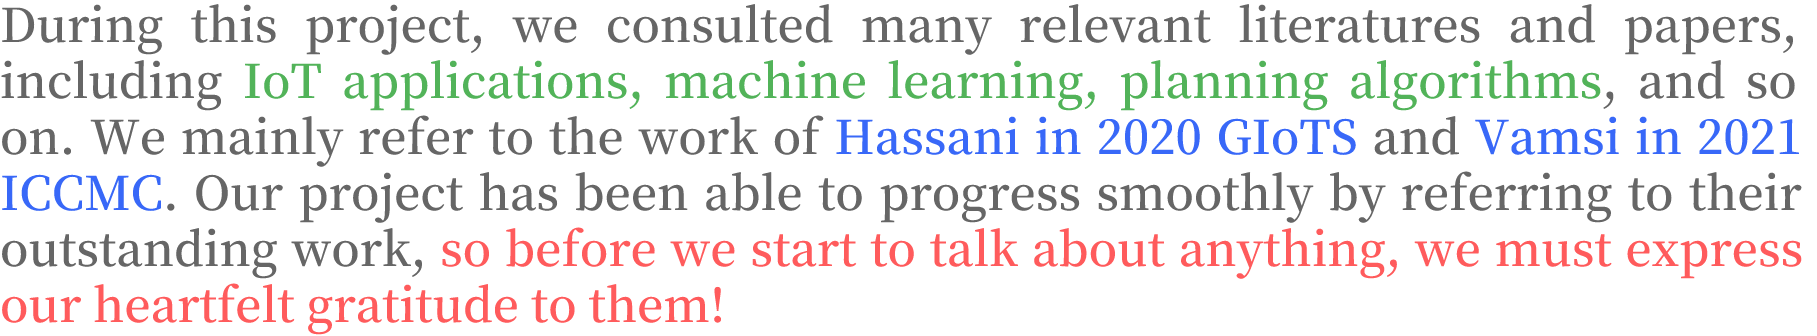 During this project, we consulted many relevant literatures and papers,
including IoT applications, machine learning, planning algorithms, and so
on. We mainly refer to the work of Hassani in 2020 GIoTS and Vamsi in 2021
ICCMC. Our project has been able to progress smoothly by referring to their
outstanding work, so before we start to talk about anything, we must express
our heartfelt gratitude to them!